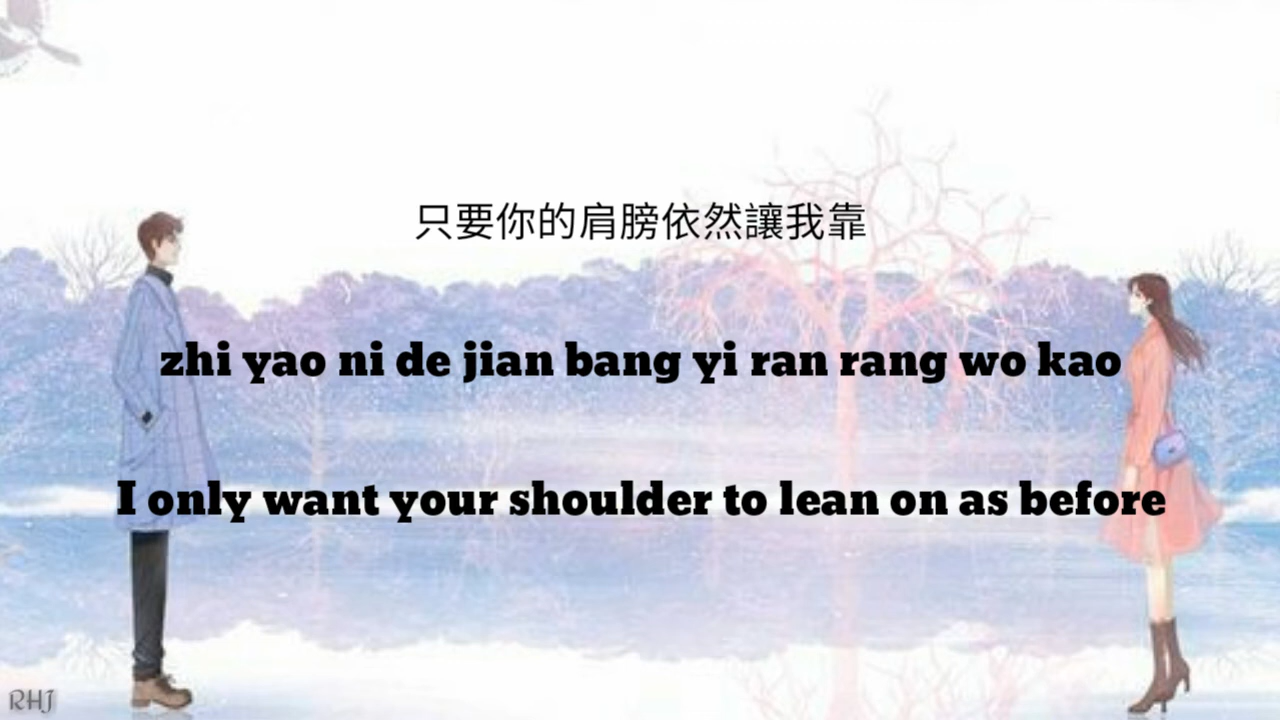 只要你的肩膀依然讓我靠
zhi yao ni de jian bang yi ran rang wo kao
I only want your shoulder to lean on as before
RHJ